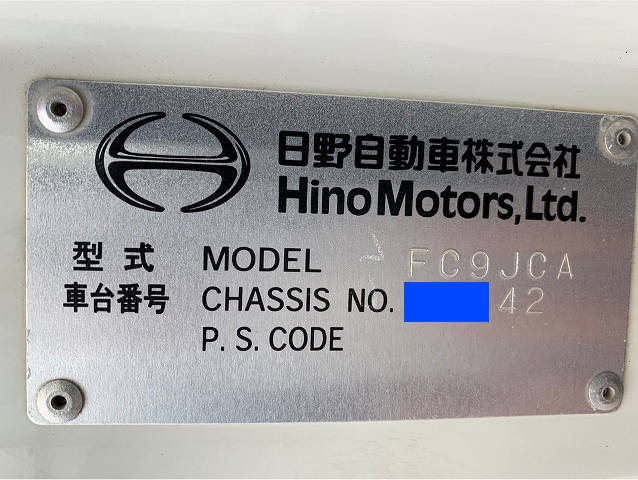 日野自動車株式会社
Hino Motors, Ltd.
型式 MODEL FC9JCA
車台番号 CHASSIS NO. 42
P. S. CODE